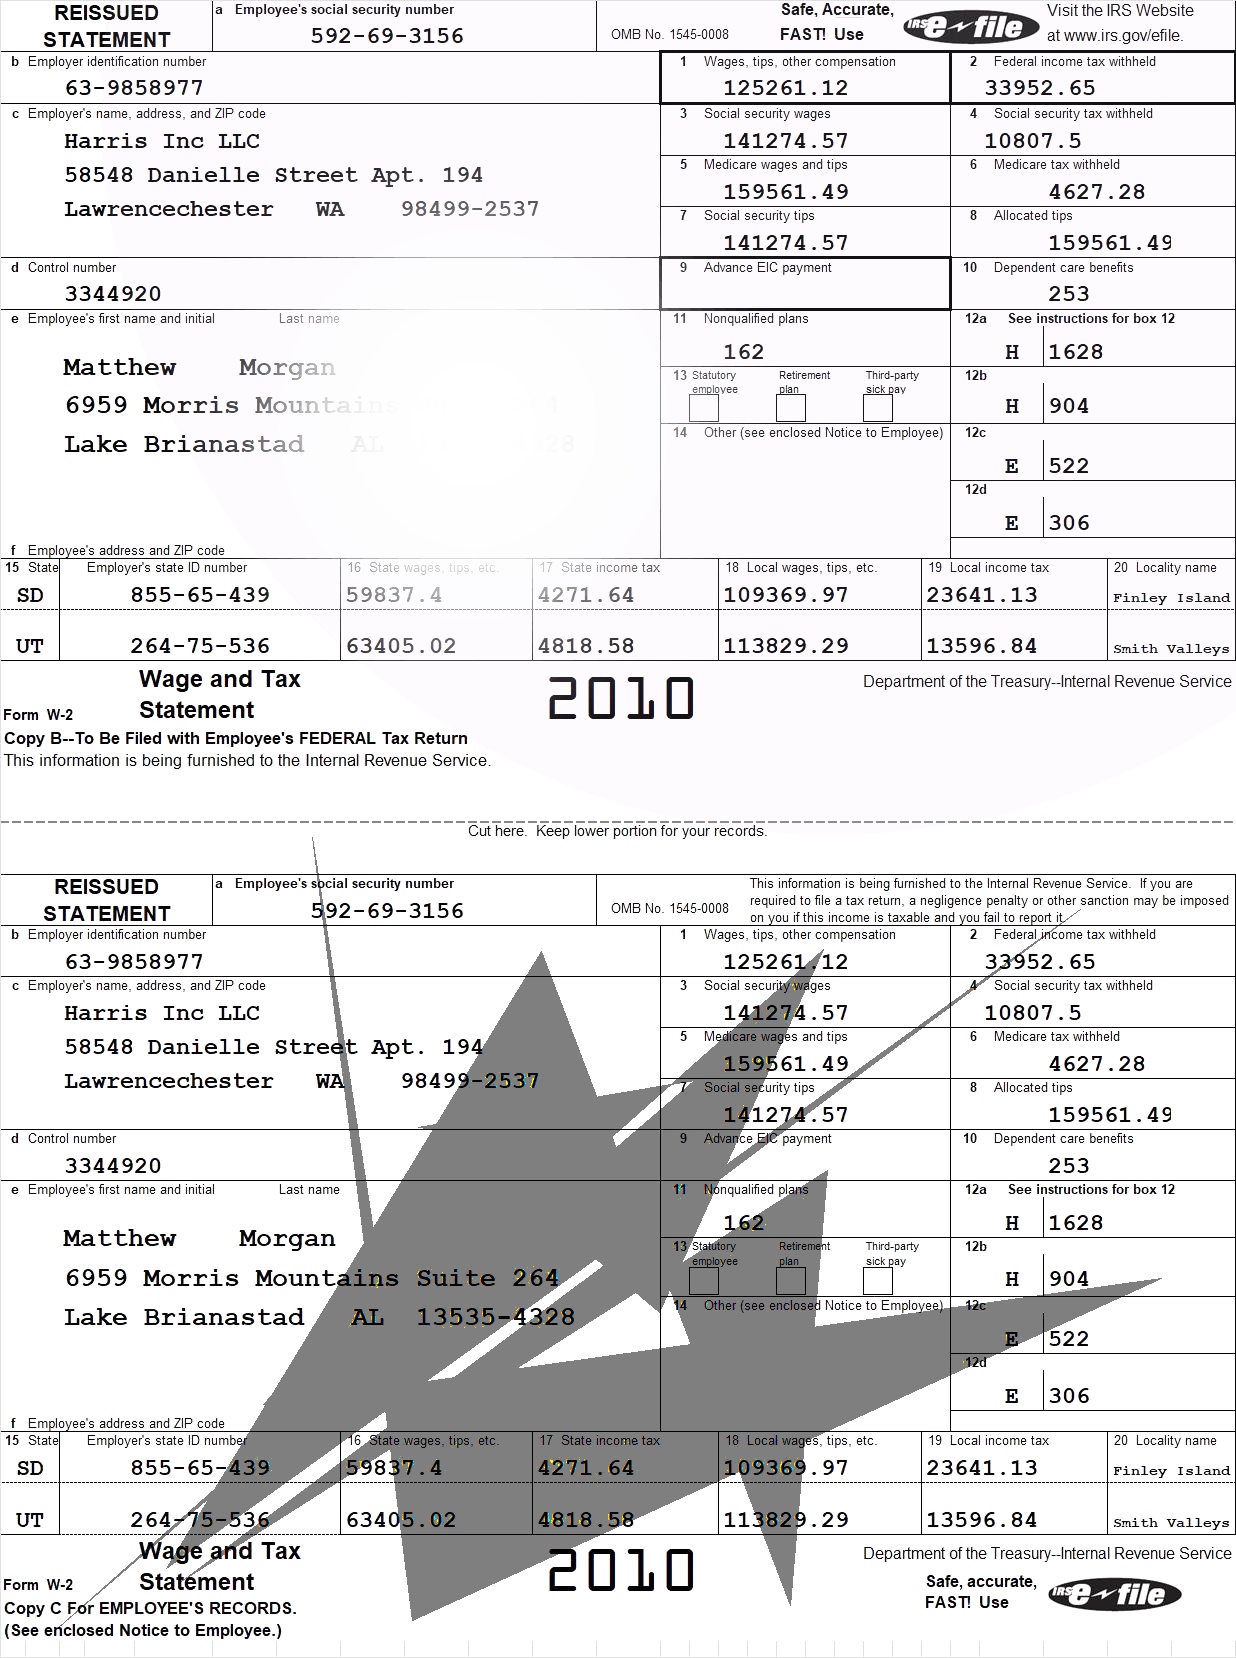 REISSUED STATEMENT
a Employee's social security number
592-69-3156
OMB No. 1545-0008
Safe, Accurate, FAST! Use
IRS e-file
Visit the IRS Website at www.irs.gov/efile.
b Employer identification number
63-9858977
1 Wages, tips, other compensation
125261.12
2 Federal income tax withheld
33952.65
c Employer's name, address, and ZIP code
Harris Inc LLC
58548 Danielle Street Apt. 194
Lawrencechester WA 98499-2537
3 Social security wages
141274.57
4 Social security tax withheld
10807.5
5 Medicare wages and tips
159561.49
6 Medicare tax withheld
4627.28
7 Social security tips
141274.57
8 Allocated tips
159561.49
d Control number
3344920
9 Advance EIC payment
10 Dependent care benefits
253
e Employee's first name and initial Last name
Matthew Morgan
6959 Morris Mountains
Lake Brianastad AL
11 Nonqualified plans
162
12a See instructions for box 12
H 1628
13 Statutory employee Retirement plan Third-party sick pay
12b
H 904
14 Other (see enclosed Notice to Employee)
12c
E 522
12d
E 306
f Employee's address and ZIP code
15 State Employer's state ID number 16 State wages, tips, etc. 17 State income tax 18 Local wages, tips, etc. 19 Local income tax 20 Locality name
SD 855-65-439 59837.4 4271.64 109369.97 23641.13 Finley Island
UT 264-75-536 63405.02 4818.58 113829.29 13596.84 Smith Valleys
Form W-2 Wage and Tax Statement
2010
Department of the Treasury--Internal Revenue Service
Copy B--To Be Filed with Employee's FEDERAL Tax Return
This information is being furnished to the Internal Revenue Service.
Cut here. Keep lower portion for your records.
REISSUED STATEMENT
a Employee's social security number
592-69-3156
OMB No. 1545-0008
This information is being furnished to the Internal Revenue Service. If you are
required to file a tax return, a negligence penalty or other sanction may be imposed
on you if this income is taxable and you fail to report it.
b Employer identification number
63-9858977
1 Wages, tips, other compensation
125261.12
2 Federal income tax withheld
33952.65
c Employer's name, address, and ZIP code
Harris Inc LLC
58548 Danielle Street Apt. 194
Lawrencechester WA 98499-2537
3 Social security wages
141274.57
4 Social security tax withheld
10807.5
5 Medicare wages and tips
159561.49
6 Medicare tax withheld
4627.28
7 Social security tips
141274.57
8 Allocated tips
159561.49
d Control number
3344920
9 Advance EIC payment
10 Dependent care benefits
253
e Employee's first name and initial Last name
Matthew Morgan
6959 Morris Mountains Suite 264
Lake Brianastad AL 13535-4328
11 Nonqualified plans
162
12a See instructions for box 12
H 1628
13 Statutory employee Retirement plan Third-party sick pay
12b
H 904
14 Other (see enclosed Notice to Employee)
12c
E 522
12d
E 306
f Employee's address and ZIP code
15 State Employer's state ID number 16 State wages, tips, etc. 17 State income tax 18 Local wages, tips, etc. 19 Local income tax 20 Locality name
SD 855-65-439 59837.4 4271.64 109369.97 23641.13 Finley Island
UT 264-75-536 63405.02 4818.58 113829.29 13596.84 Smith Valleys
Form W-2 Wage and Tax Statement
2010
Department of the Treasury--Internal Revenue Service
Copy C For EMPLOYEE'S RECORDS.
(See enclosed Notice to Employee.)
Safe, accurate, FAST! Use
IRS e-file